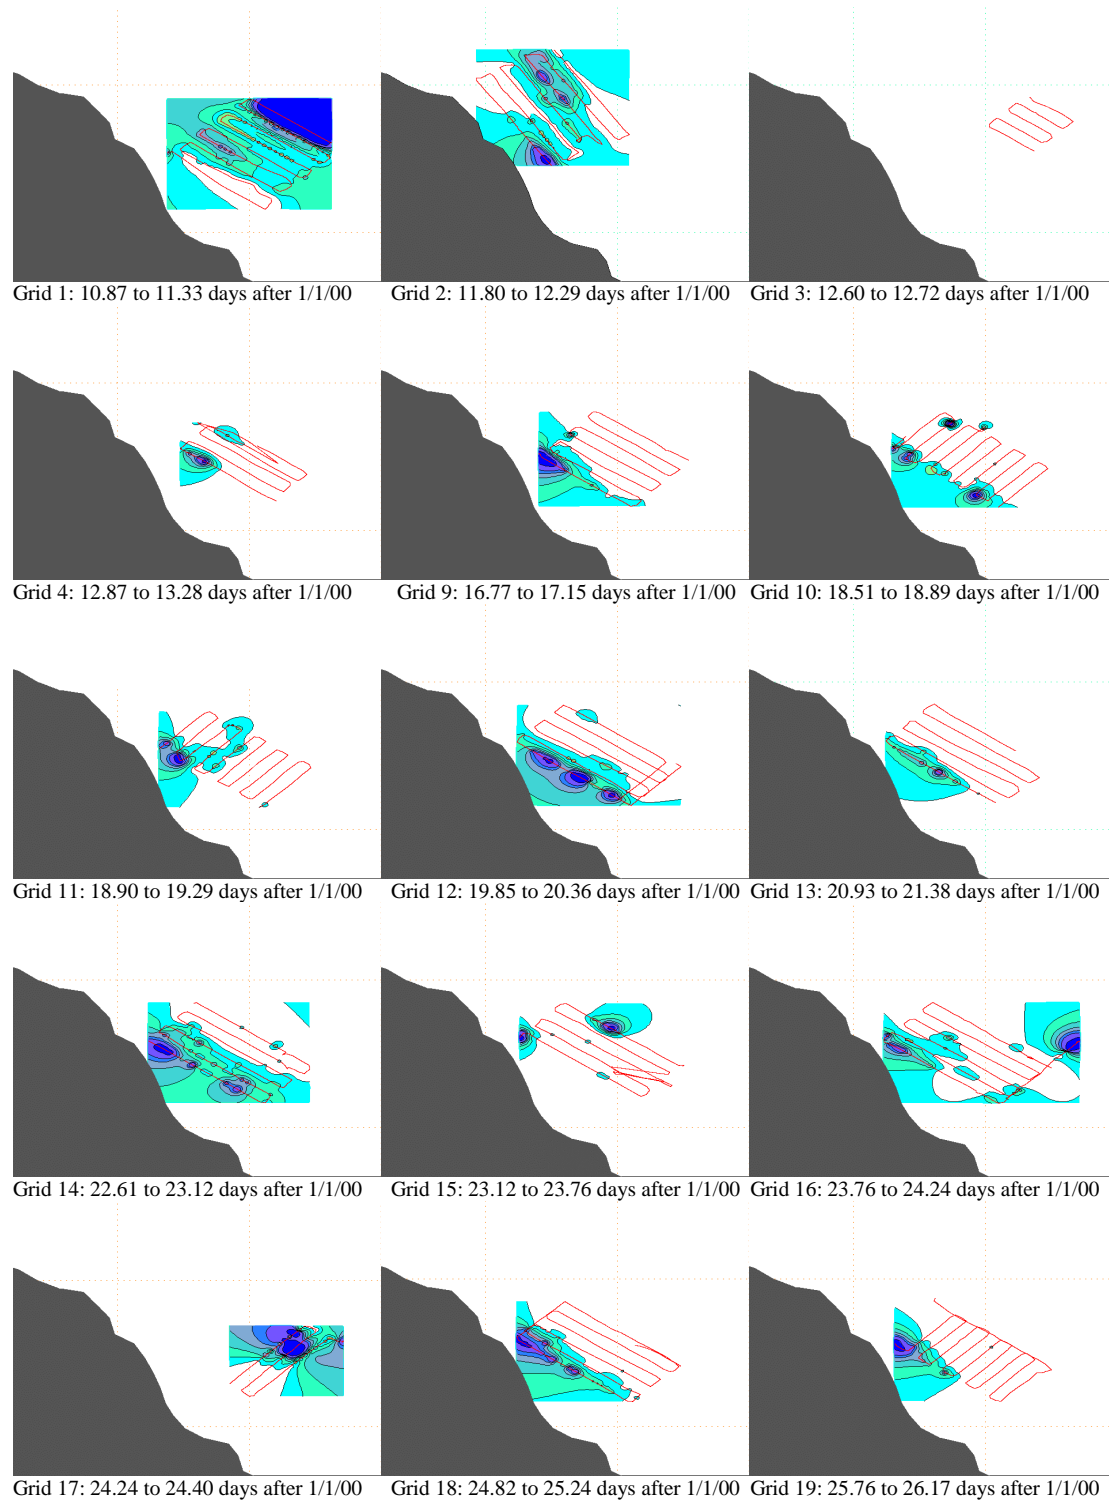 Grid 1: 10.87 to 11.33 days after 1/1/00
Grid 2: 11.80 to 12.29 days after 1/1/00
Grid 3: 12.60 to 12.72 days after 1/1/00
Grid 4: 12.87 to 13.28 days after 1/1/00
Grid 9: 16.77 to 17.15 days after 1/1/00
Grid 10: 18.51 to 18.89 days after 1/1/00
Grid 11: 18.90 to 19.29 days after 1/1/00
Grid 12: 19.85 to 20.36 days after 1/1/00
Grid 13: 20.93 to 21.38 days after 1/1/00
Grid 14: 22.61 to 23.12 days after 1/1/00
Grid 15: 23.12 to 23.76 days after 1/1/00
Grid 16: 23.76 to 24.24 days after 1/1/00
Grid 17: 24.24 to 24.40 days after 1/1/00
Grid 18: 24.82 to 25.24 days after 1/1/00
Grid 19: 25.76 to 26.17 days after 1/1/00